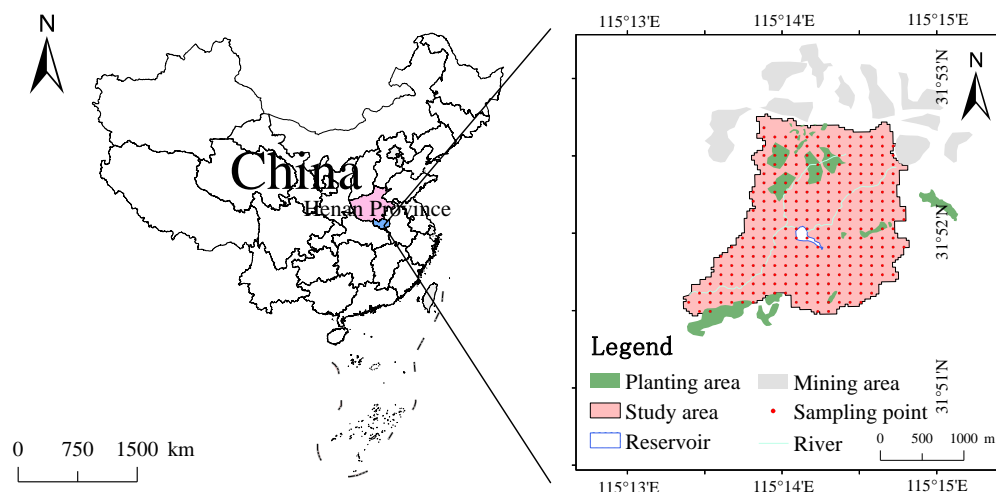 N
China
Henan Province
0 750 1500 km
115°13'E 115°14'E 115°15'E
N
31°53'N
31°52'N
31°51'N
Legend
Planting area
Mining area
Study area
Sampling point
Reservoir
River
0 500 1000 m
115°13'E 115°14'E 115°15'E